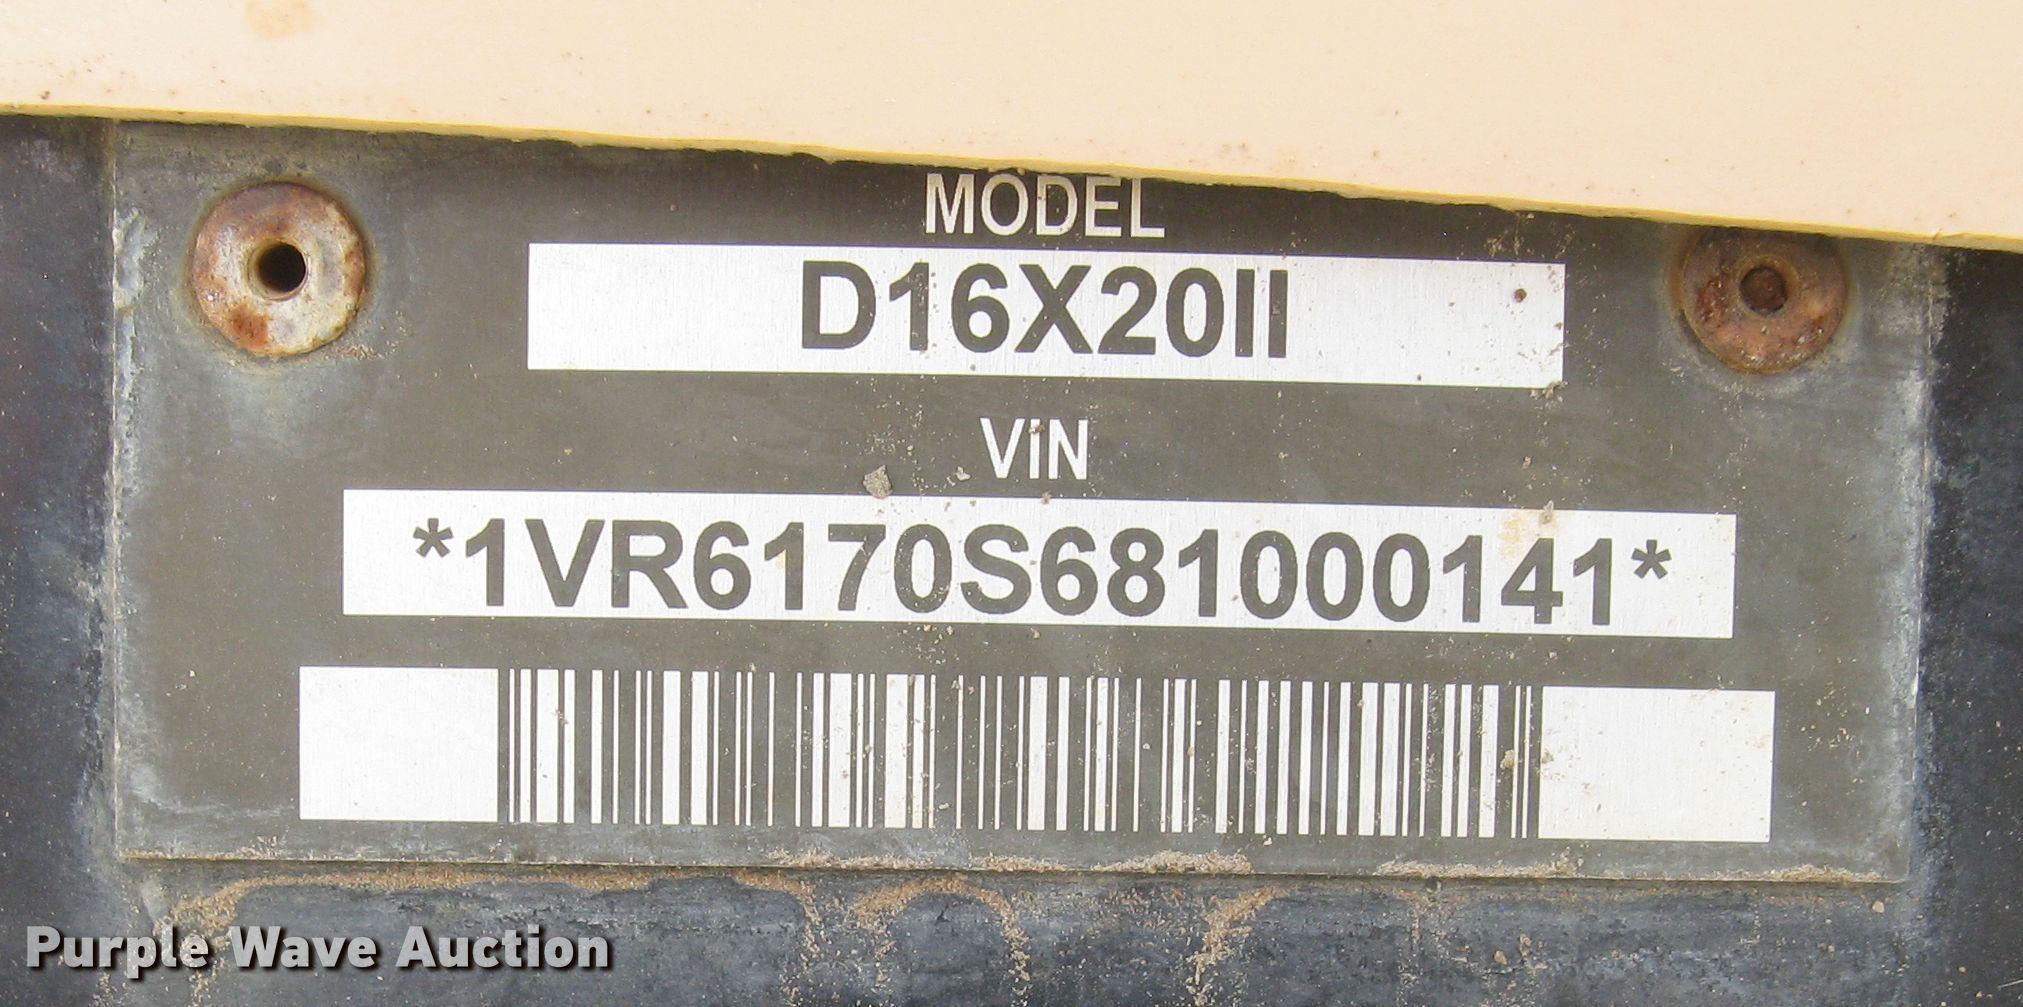 MODEL
D16X20II
VIN
*1VR6170S681000141*
Purple Wave Auction